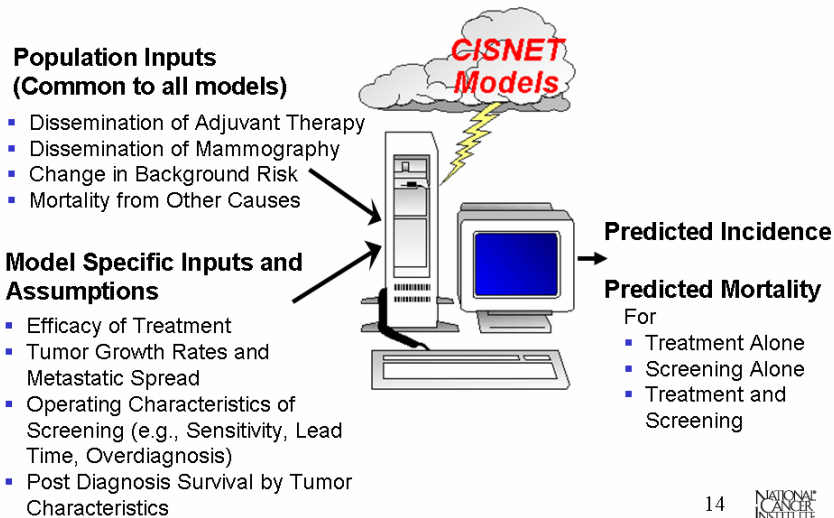 CISNET
Models
Population Inputs
(Common to all models)
▪ Dissemination of Adjuvant Therapy
▪ Dissemination of Mammography
▪ Change in Background Risk
▪ Mortality from Other Causes
Model Specific Inputs and
Assumptions
▪ Efficacy of Treatment
▪ Tumor Growth Rates and
Metastatic Spread
▪ Operating Characteristics of
Screening (e.g., Sensitivity, Lead
Time, Overdiagnosis)
▪ Post Diagnosis Survival by Tumor
Characteristics
Predicted Incidence
Predicted Mortality
For
▪ Treatment Alone
▪ Screening Alone
▪ Treatment and
Screening
14
NATIONAL®
CANCER
INSTITUTE